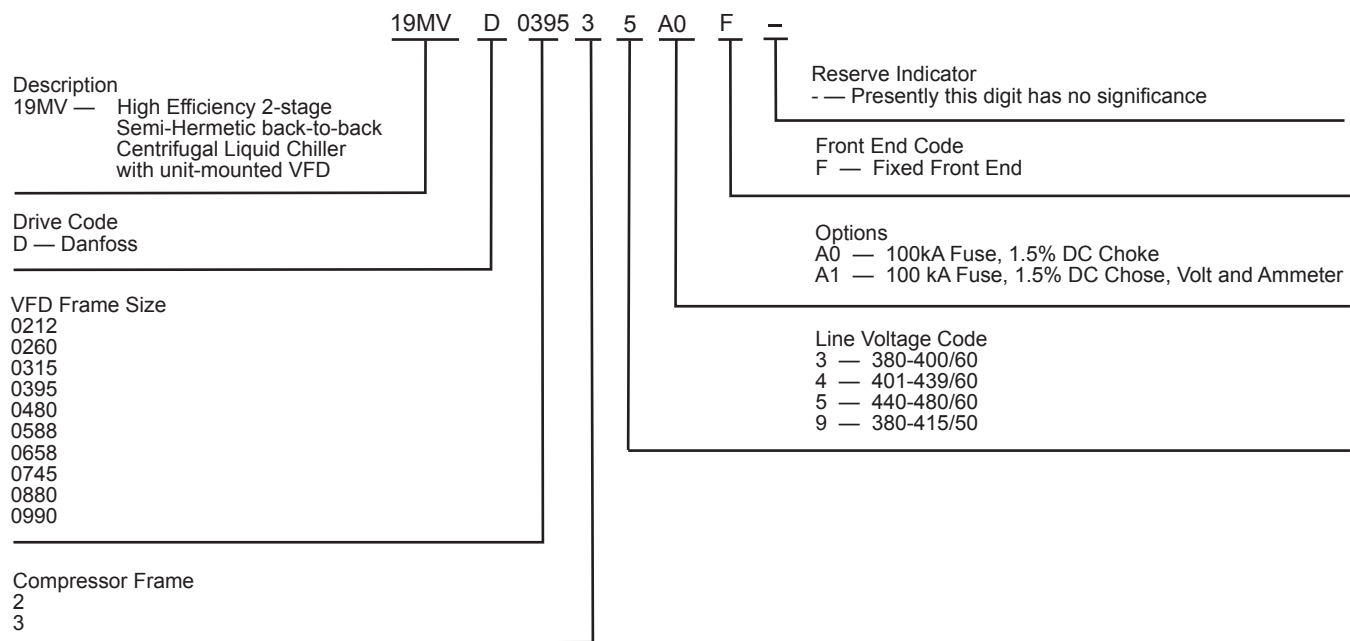 19MV D 0395 3 5 A0 F –
Description
19MV — High Efficiency 2-stage
Semi-Hermetic back-to-back
Centrifugal Liquid Chiller
with unit-mounted VFD
Drive Code
D — Danfoss
VFD Frame Size
0212
0260
0315
0395
0480
0588
0658
0745
0880
0990
Compressor Frame
2
3
Reserve Indicator
- — Presently this digit has no significance
Front End Code
F — Fixed Front End
Options
A0 — 100kA Fuse, 1.5% DC Choke
A1 — 100 kA Fuse, 1.5% DC Chose, Volt and Ammeter
Line Voltage Code
3 — 380-400/60
4 — 401-439/60
5 — 440-480/60
9 — 380-415/50